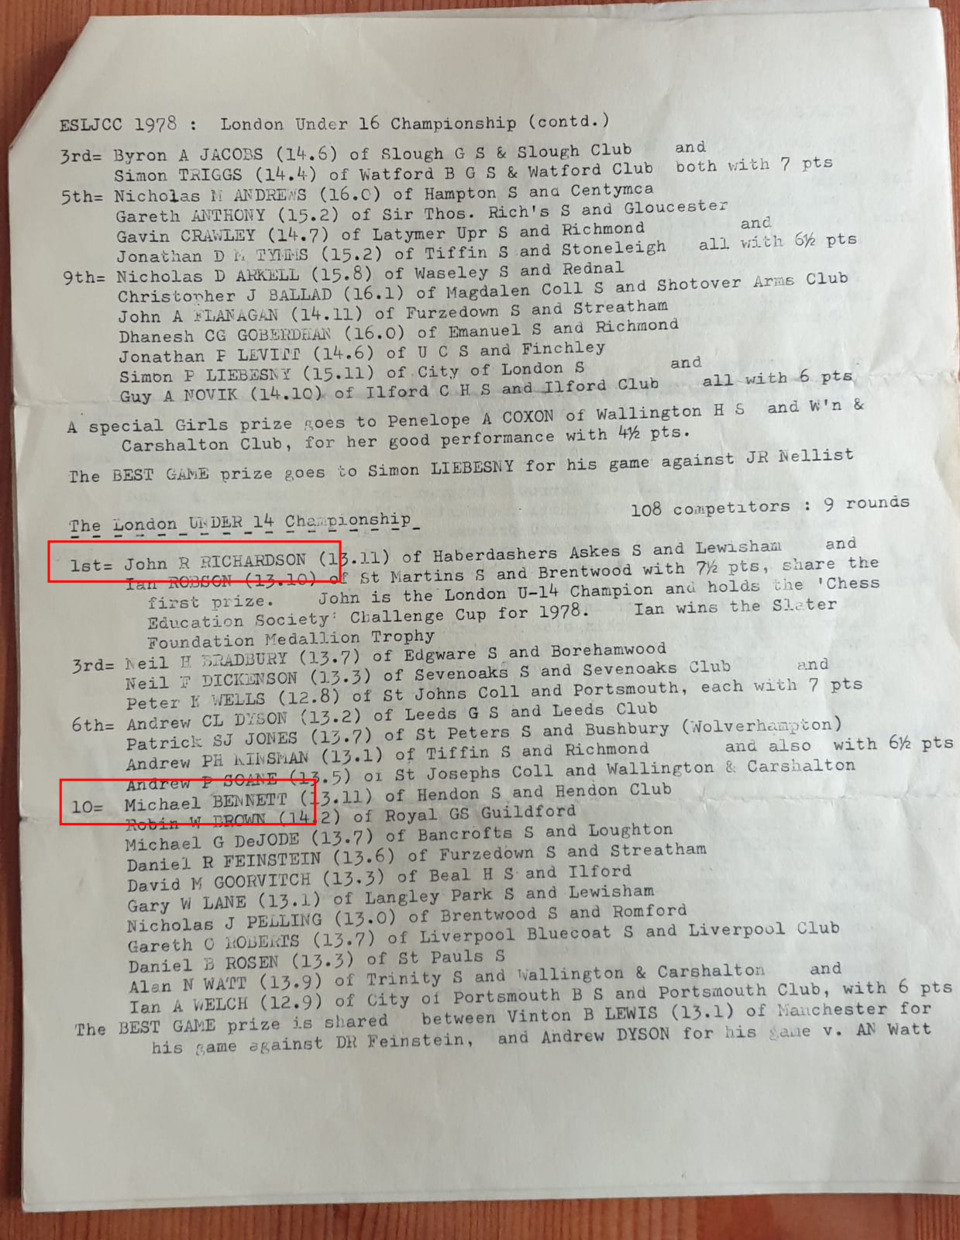 ESLJCC 1978 : London Under 16 Championship (contd.)
3rd= Byron A JACOBS (14.6) of Slough G S & Slough Club and
Simon TRIGGS (14.4) of Watford B G S & Watford Club both with 7 pts
5th= Nicholas M ANDREWS (16.0) of Hampton S and Centymca
Gareth ANTHONY (15.2) of Sir Thos. Rich's S and Gloucester
Gavin CRAWLEY (14.7) of Latymer Upr S and Richmond and
Jonathan D M TYMMS (15.2) of Tiffin S and Stoneleigh all with 6½ pts
9th= Nicholas D ARKELL (15.8) of Waseley S and Rednal
Christopher J BALLAD (16.1) of Magdalen Coll S and Shotover Arms Club
John A FLANAGAN (14.11) of Furzedown S and Streatham
Dhanesh CG GOBERDHAN (16.0) of Emanuel S and Richmond
Jonathan P LEVITT (14.6) of U C S and Finchley
Simon P LIEBESNY (15.11) of City of London S and
Guy A NOVIK (14.10) of Ilford C H S and Ilford Club all with 6 pts
A special Girls prize goes to Penelope A COXON of Wallington H S and W'n &
Carshalton Club, for her good performance with 4½ pts.
The BEST GAME prize goes to Simon LIEBESNY for his game against JR Nellist
The London UNDER 14 Championship 108 competitors : 9 rounds
1st= John R RICHARDSON (13.11) of Haberdashers Askes S and Lewisham and
Ian ROBSON (13.10) of St Martins S and Brentwood with 7½ pts, share the
first prize. John is the London U-14 Champion and holds the 'Chess
Education Society' Challenge Cup for 1978. Ian wins the Slater
Foundation Medallion Trophy
3rd= Neil H BRADBURY (13.7) of Edgware S and Borehamwood
Neil F DICKENSON (13.3) of Sevenoaks S and Sevenoaks Club and
Peter K WELLS (12.8) of St Johns Coll and Portsmouth, each with 7 pts
6th= Andrew CL DYSON (13.2) of Leeds G S and Leeds Club
Patrick SJ JONES (13.7) of St Peters S and Bushbury (Wolverhampton)
Andrew PH KINSMAN (13.1) of Tiffin S and Richmond and also with 6½ pts
Andrew P SOANE (13.5) of St Josephs Coll and Wallington & Carshalton
10= Michael BENNETT (13.11) of Hendon S and Hendon Club
Robin W BROWN (14.2) of Royal GS Guildford
Michael G DeJODE (13.7) of Bancrofts S and Loughton
Daniel R FEINSTEIN (13.6) of Furzedown S and Streatham
David M GOORVITCH (13.3) of Beal H S and Ilford
Gary W LANE (13.1) of Langley Park S and Lewisham
Nicholas J PELLING (13.0) of Brentwood S and Romford
Gareth O ROBERTS (13.7) of Liverpool Bluecoat S and Liverpool Club
Daniel B ROSEN (13.3) of St Pauls S
Alan N WATT (13.9) of Trinity S and Wallington & Carshalton and
Ian A WELCH (12.9) of City of Portsmouth B S and Portsmouth Club, with 6 pts
The BEST GAME prize is shared between Vinton B LEWIS (13.1) of Manchester for
his game against DR Feinstein, and Andrew DYSON for his game v. AN Watt